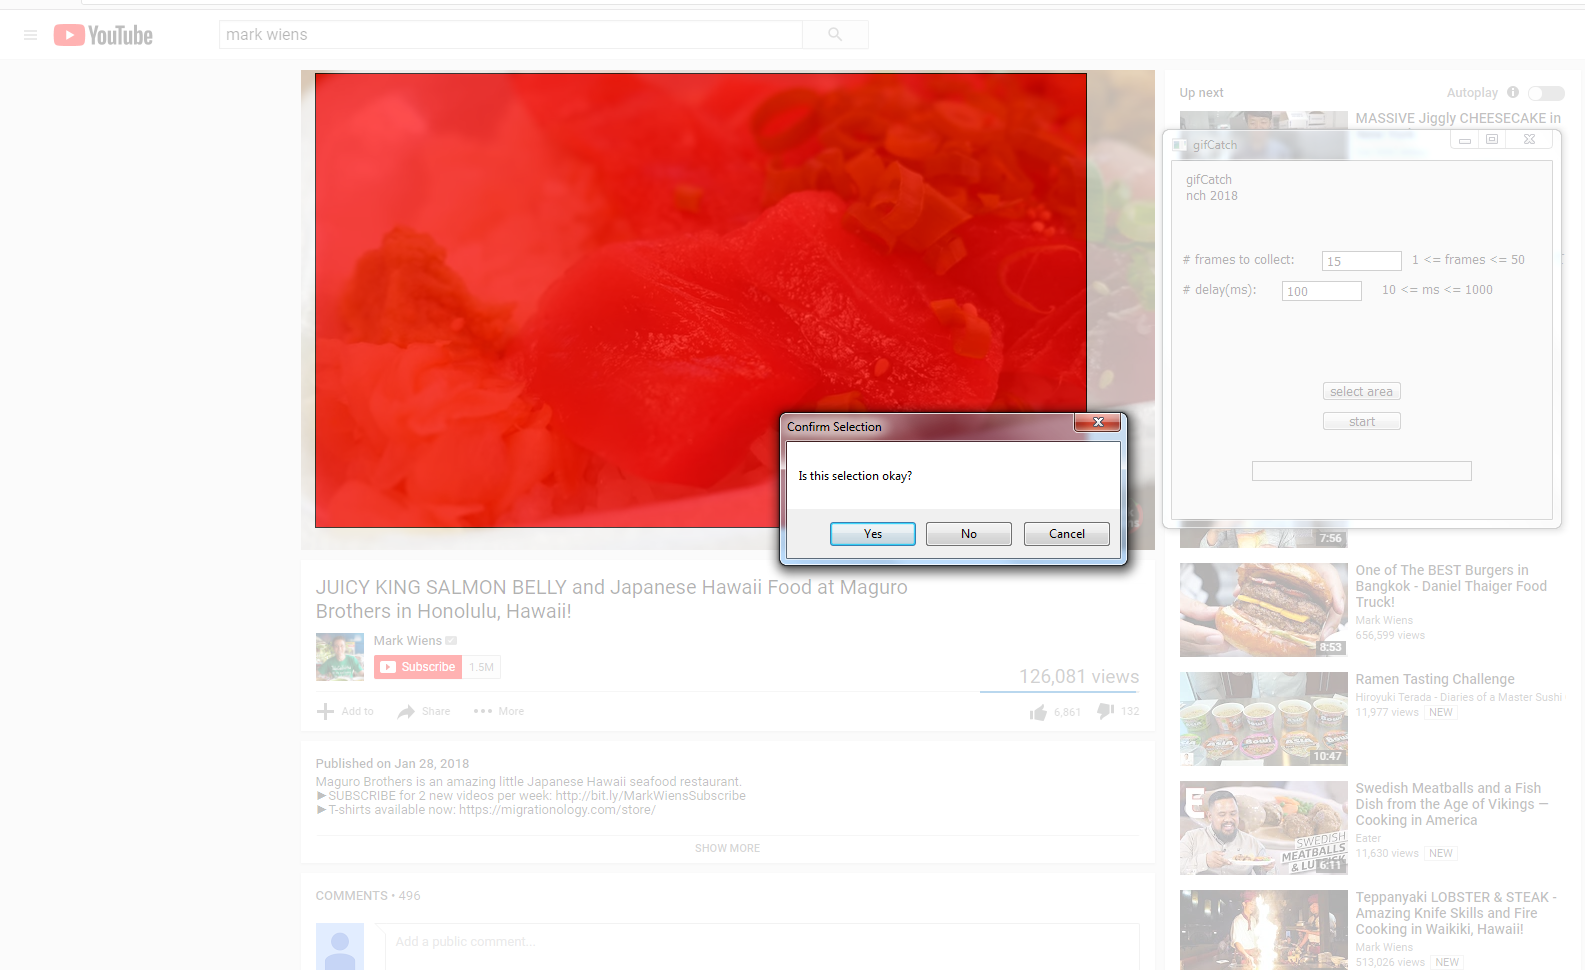 YouTube
mark wiens
Up next
Autoplay
MASSIVE Jiggly CHEESECAKE in
gifCatch
gifCatch
nch 2018
# frames to collect:
15
1 <= frames <= 50
# delay(ms):
100
10 <= ms <= 1000
select area
start
Confirm Selection
Is this selection okay?
Yes
No
Cancel
JUICY KING SALMON BELLY and Japanese Hawaii Food at Maguro
Brothers in Honolulu, Hawaii!
Mark Wiens
Subscribe
1.5M
126,081 views
Add to
Share
More
6,861
132
Published on Jan 28, 2018
Maguro Brothers is an amazing little Japanese Hawaii seafood restaurant.
►SUBSCRIBE for 2 new videos per week: http://bit.ly/MarkWiensSubscribe
►T-shirts available now: https://migrationology.com/store/
SHOW MORE
COMMENTS • 496
Add a public comment...
7:56
8:53
One of The BEST Burgers in
Bangkok - Daniel Thaiger Food
Truck!
Mark Wiens
656,599 views
10:47
Ramen Tasting Challenge
Hiroyuki Terada - Diaries of a Master Sushi
11,977 views NEW
E
SWEDISH
MEATBALLS
6:11
Swedish Meatballs and a Fish
Dish from the Age of Vikings —
Cooking in America
Eater
11,630 views NEW
Teppanyaki LOBSTER & STEAK -
Amazing Knife Skills and Fire
Cooking in Waikiki, Hawaii!
Mark Wiens
513,026 views NEW